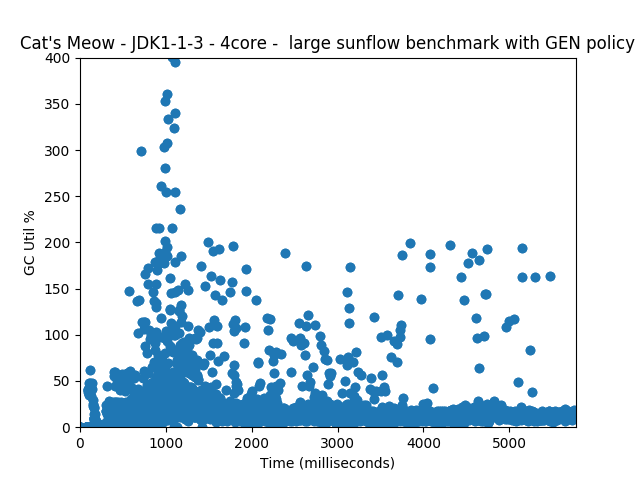 Cat's Meow - JDK1-1-3 - 4core -  large sunflow benchmark with GEN policy
400
350
300
250
200
150
100
50
0
GC Util %
0 1000 2000 3000 4000 5000
Time (milliseconds)